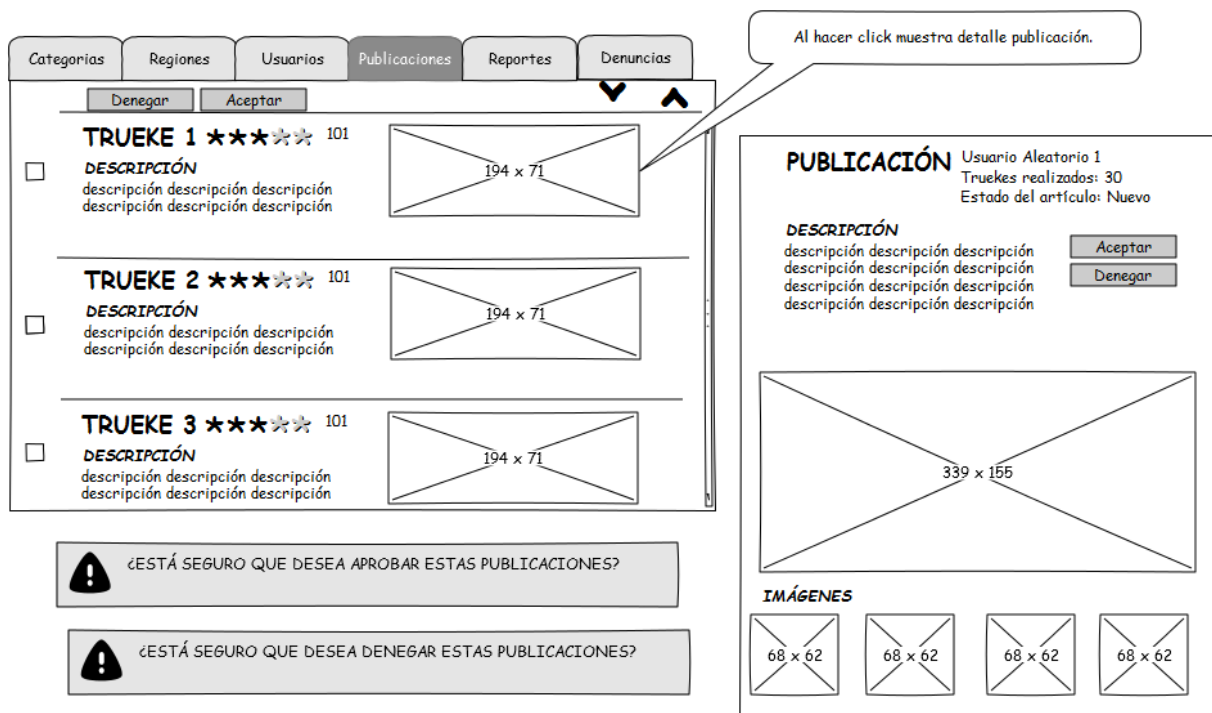 Al hacer click muestra detalle publicación.
Categorias
Regiones
Usuarios
Publicaciones
Reportes
Denuncias
Denegar
Aceptar
TRUEKE 1
101
DESCRIPCIÓN
descripción descripción descripción
descripción descripción descripción
194 x 71
TRUEKE 2
101
DESCRIPCIÓN
descripción descripción descripción
descripción descripción descripción
194 x 71
TRUEKE 3
101
DESCRIPCIÓN
descripción descripción descripción
descripción descripción descripción
194 x 71
¿ESTÁ SEGURO QUE DESEA APROBAR ESTAS PUBLICACIONES?
¿ESTÁ SEGURO QUE DESEA DENEGAR ESTAS PUBLICACIONES?
PUBLICACIÓN
Usuario Aleatorio 1
Truekes realizados: 30
Estado del artículo: Nuevo
DESCRIPCIÓN
descripción descripción descripción
descripción descripción descripción
descripción descripción descripción
descripción descripción descripción
Aceptar
Denegar
339 x 155
IMÁGENES
68 x 62
68 x 62
68 x 62
68 x 62